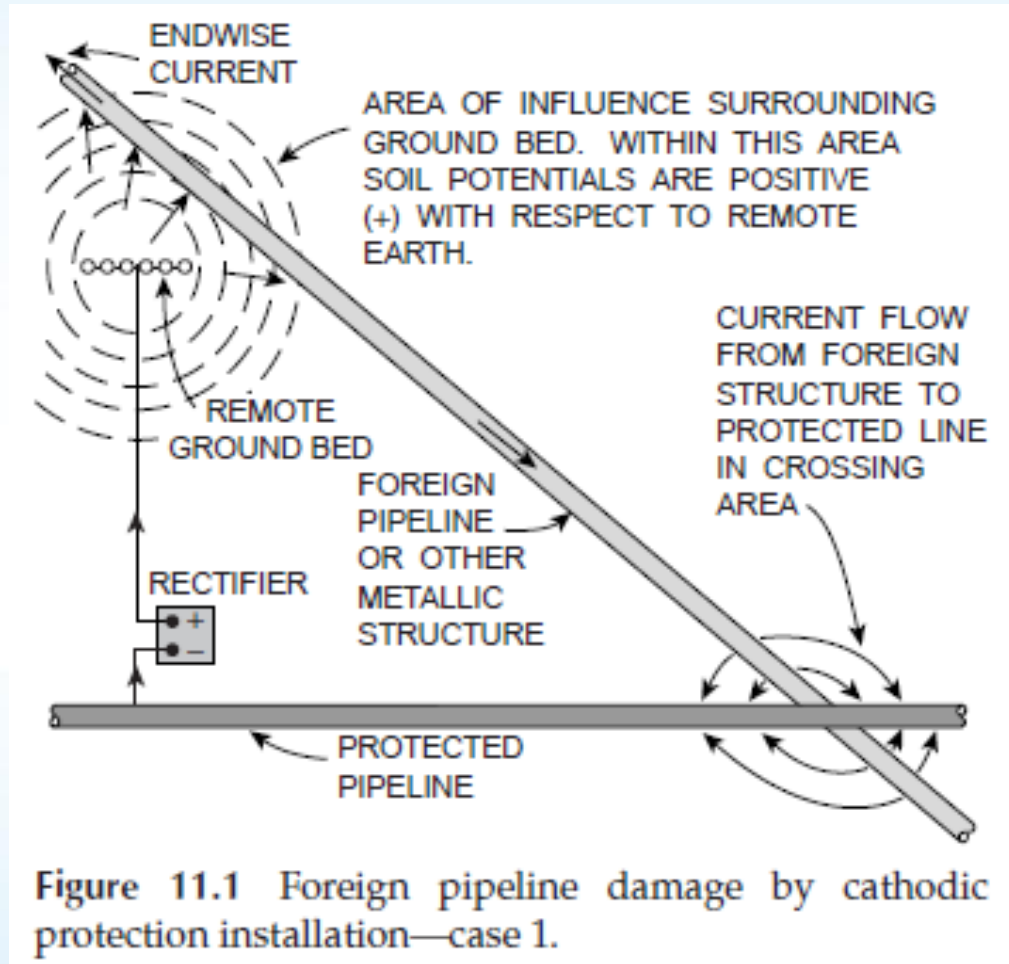 ENDWISE
CURRENT
AREA OF INFLUENCE SURROUNDING
GROUND BED. WITHIN THIS AREA
SOIL POTENTIALS ARE POSITIVE
(+) WITH RESPECT TO REMOTE
EARTH.
CURRENT FLOW
FROM FOREIGN
STRUCTURE TO
PROTECTED LINE
IN CROSSING
AREA
REMOTE
GROUND BED
FOREIGN
PIPELINE
OR OTHER
METALLIC
STRUCTURE
RECTIFIER
+
−
PROTECTED
PIPELINE
Figure 11.1 Foreign pipeline damage by cathodic
protection installation—case 1.